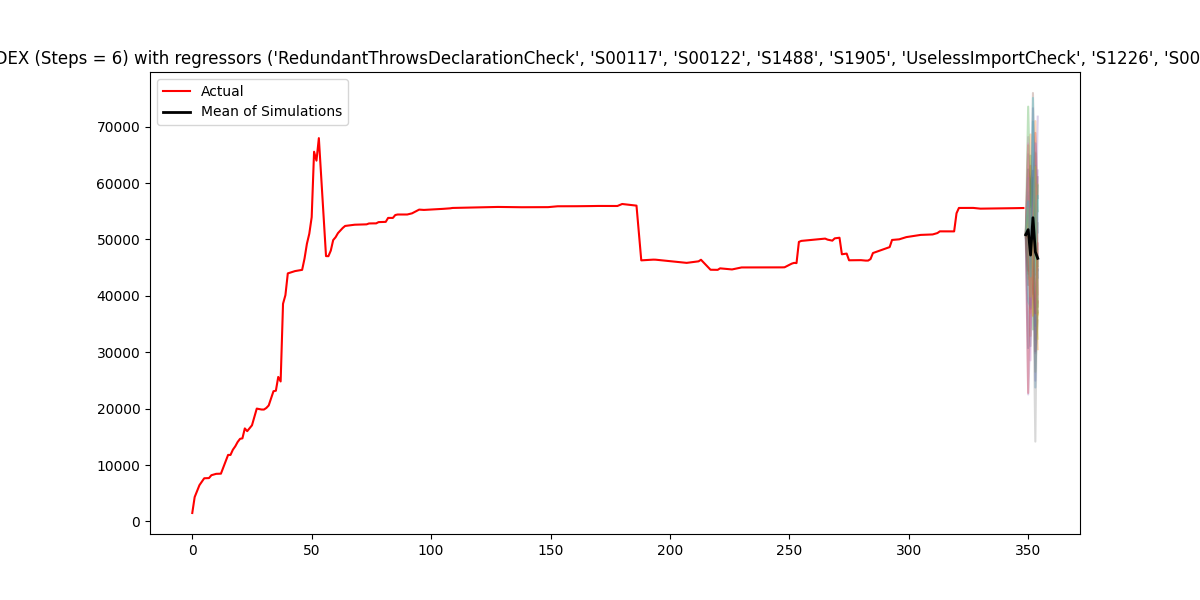 DEX (Steps = 6) with regressors ('RedundantThrowsDeclarationCheck', 'S00117', 'S00122', 'S1488', 'S1905', 'UselessImportCheck', 'S1226', 'S00
Actual
Mean of Simulations
70000
60000
50000
40000
30000
20000
10000
0
0 50 100 150 200 250 300 350